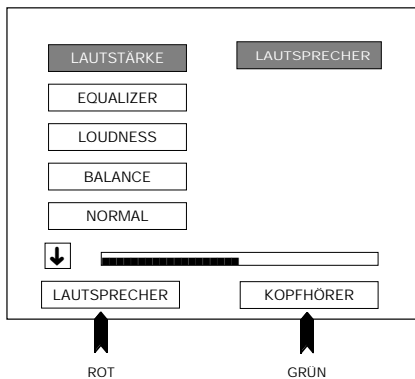 LAUTSTÄRKE LAUTSPRECHER
EQUALIZER
LOUDNESS
BALANCE
NORMAL
LAUTSPRECHER KOPFHÖRER
ROT GRÜN